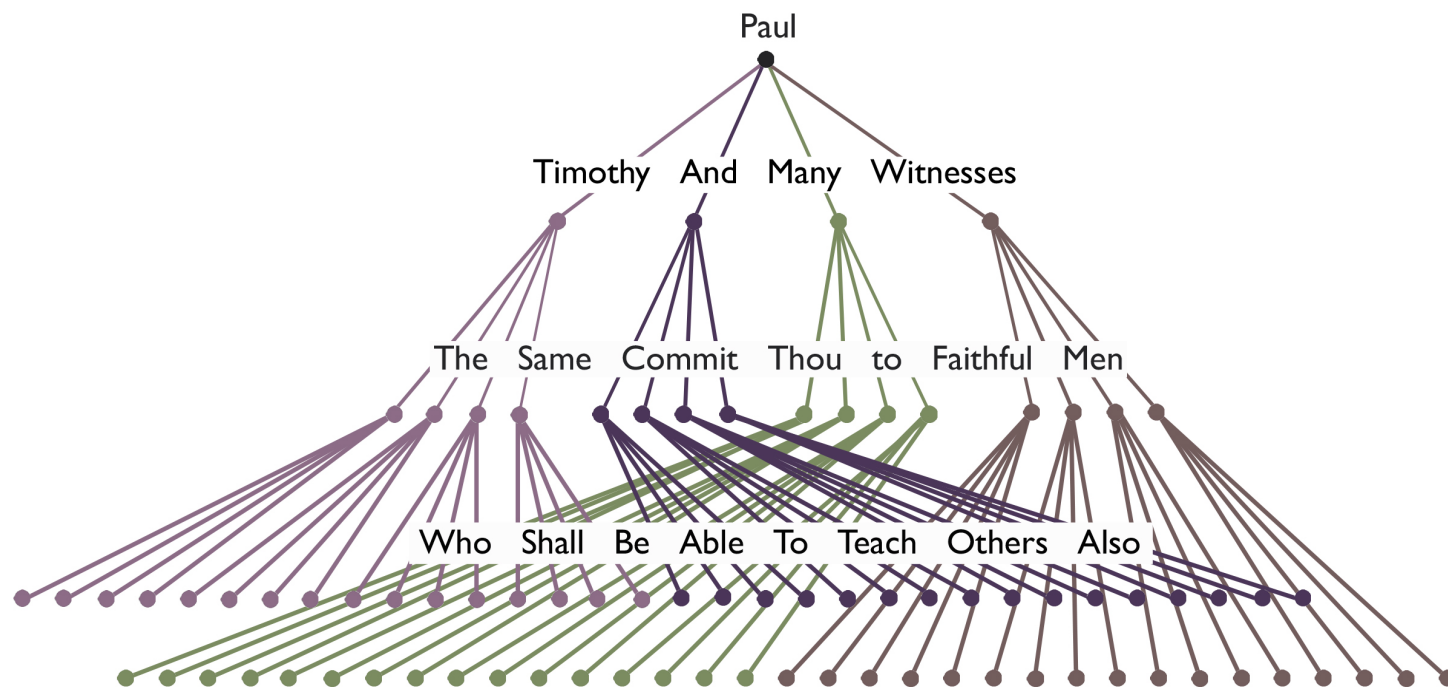 Paul
Timothy And Many Witnesses
The Same Commit Thou to Faithful Men
Who Shall Be Able To Teach Others Also